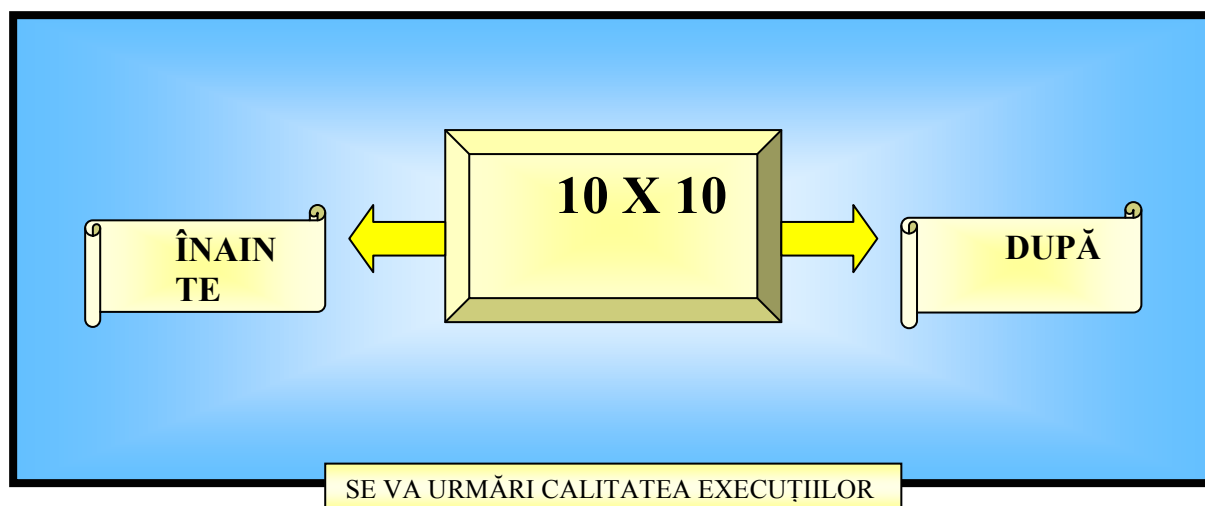 10 X 10
ÎNAIN
TE
DUPĂ
SE VA URMĂRI CALITATEA EXECUȚIILOR